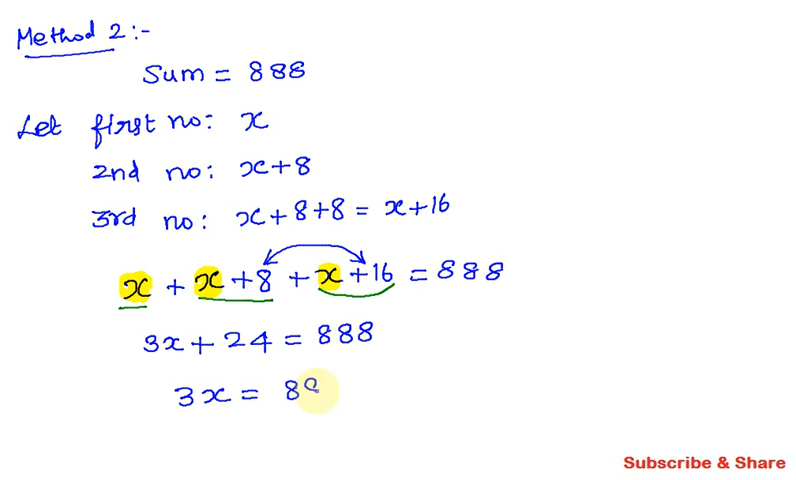 Method 2:-
Sum = 888
Let first no: x
2nd no: x+8
3rd no: x+8+8 = x+16
x + x + 8 + x + 16 = 888
3x + 24 = 888
3x = 88
Subscribe & Share